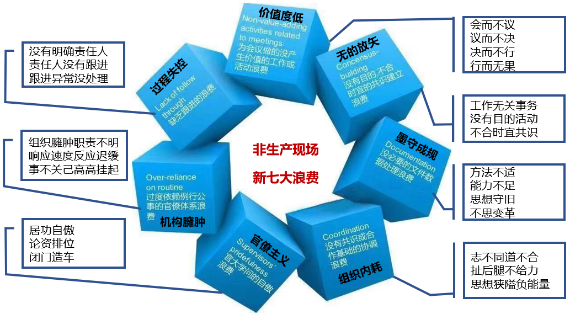 价值度低
Non-value-adding
activities related
to meetings
为会议做的没产
生价值的工作或
活动浪费
会而不议
议而不决
决而不行
行而无果
无的放矢
Consensus-
building
没有目的,不合
时宜的共识建立
浪费
工作无关事务
没有目的活动
不合时宜共识
墨守成规
Documentation
没必要的文件数
据处理浪费
方法不适
能力不足
思想守旧
不思变革
Coordination
没有共识或合
作基础的协调
浪费
组织内耗
志不同道不合
扯后腿不给力
思想狭隘负能量
官僚主义
Supervisors'
pridefulness
官大学问的自傲
浪费
居功自傲
论资排位
闭门造车
Over-reliance
on routine
过度依赖例行公
事的官僚体系浪
费
机构臃肿
组织臃肿职责不明
响应速度反应迟缓
事不关己高高挂起
过程失控
Lack of follow
through
缺乏跟进的浪费
没有明确责任人
责任人没有跟进
跟进异常没处理
非生产现场
新七大浪费